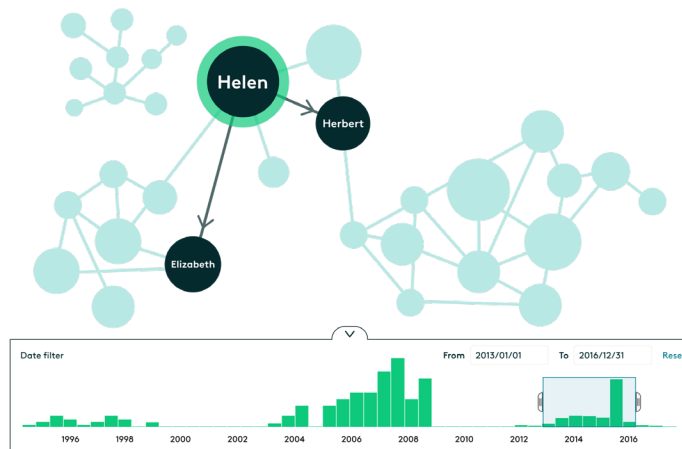 Helen
Herbert
Elizabeth
Date filter
From 2013/01/01 To 2016/12/31 Rese
1996 1998 2000 2002 2004 2006 2008 2010 2012 2014 2016